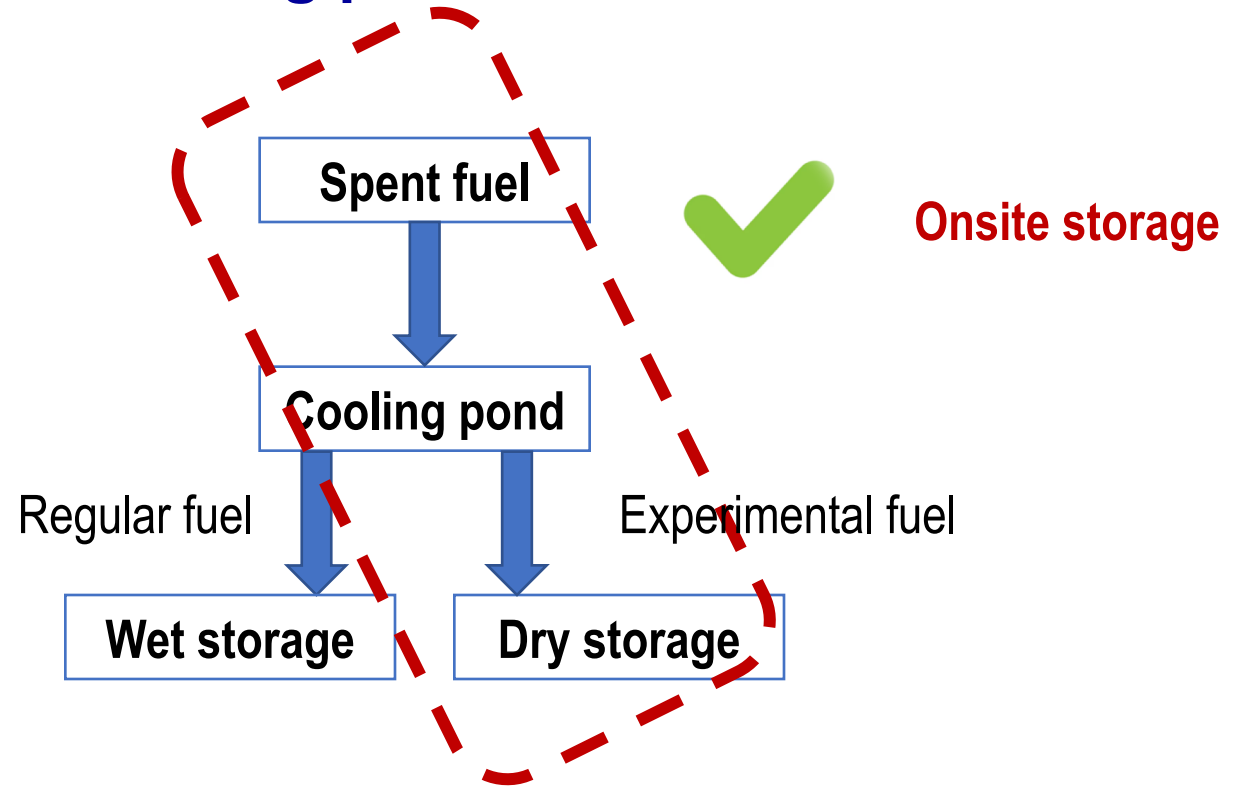 Spent fuel
Onsite storage
Cooling pond
Regular fuel
Experimental fuel
Wet storage
Dry storage